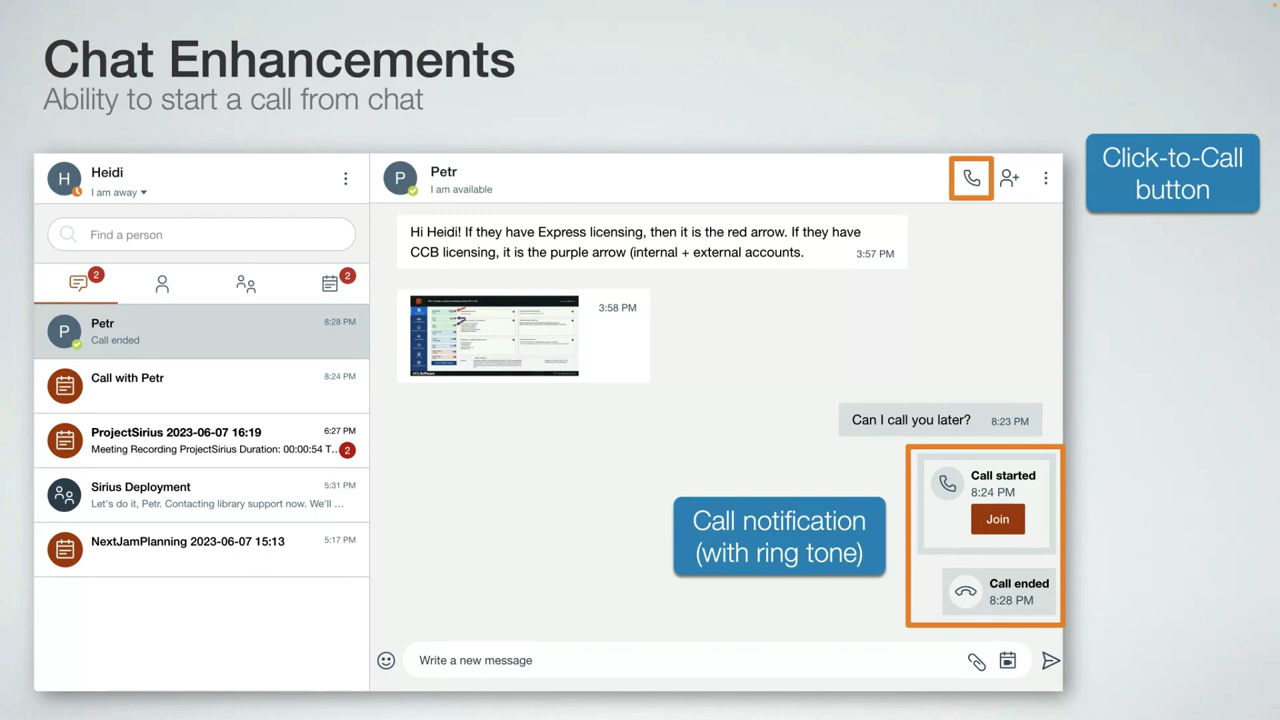 Chat Enhancements
Ability to start a call from chat
Click-to-Call
button
H
Heidi
I am away
P
Petr
I am available
Find a person
2
2
P
Petr
8:28 PM
Call ended
Call with Petr
8:24 PM
ProjectSirius 2023-06-07 16:19
6:27 PM
Meeting Recording ProjectSirius Duration: 00:00:54 T...
2
Sirius Deployment
5:31 PM
Let's do it, Petr. Contacting library support now. We'll ...
NextJamPlanning 2023-06-07 15:13
5:17 PM
Hi Heidi! If they have Express licensing, then it is the red arrow. If they have
CCB licensing, it is the purple arrow (internal + external accounts.
3:57 PM
3:58 PM
HCLSoftware
Can I call you later?
8:23 PM
Call started
8:24 PM
Join
Call notification
(with ring tone)
Call ended
8:28 PM
Write a new message